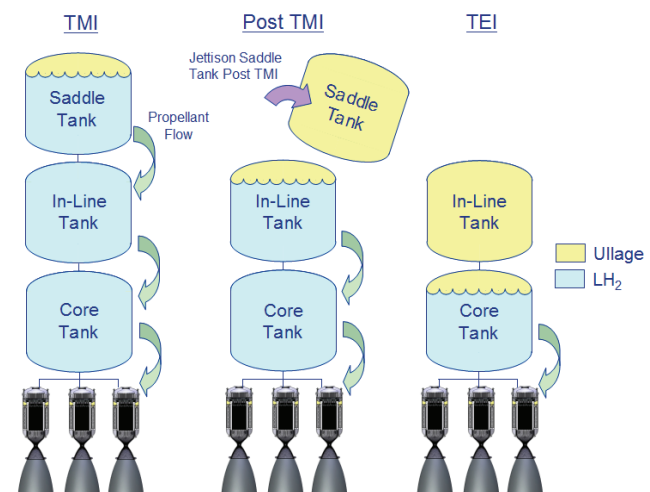 TMI
Post TMI
TEI
Jettison Saddle
Tank Post TMI
Saddle
Tank
Saddle
Tank
Propellant
Flow
In-Line
Tank
In-Line
Tank
In-Line
Tank
Ullage
LH₂
Core
Tank
Core
Tank
Core
Tank